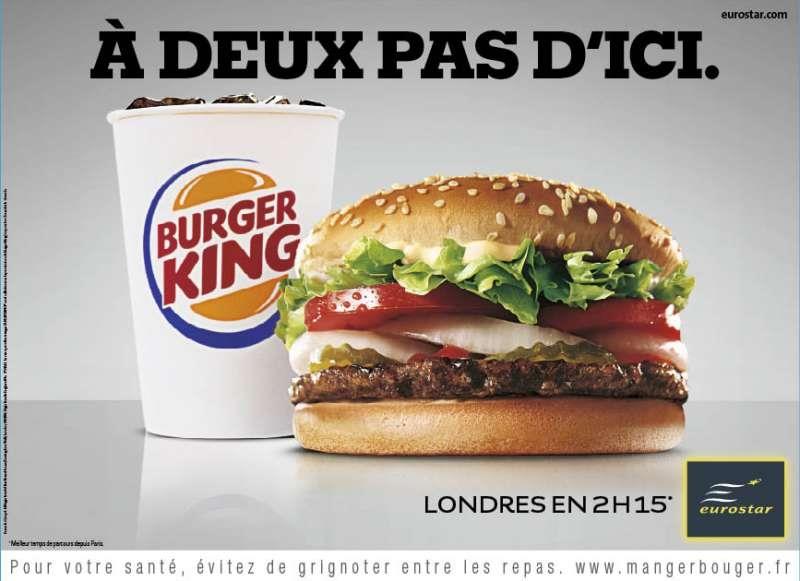 eurostar.com
À DEUX PAS D'ICI.
BURGER
KING
LONDRES EN 2H15*
eurostar
*Meilleur temps de parcours depuis Paris.
Pour votre santé, évitez de grignoter entre les repas. www.mangerbouger.fr